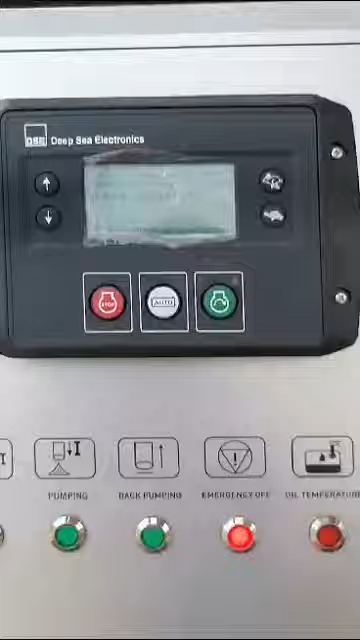 DSE Deep Sea Electronics
STOP
AUTO
PUMPING
BACK PUMPING
EMERGENCY OFF
OIL TEMPERATURE